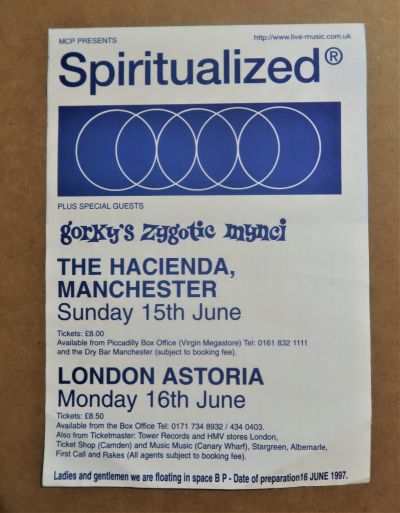 MCP PRESENTS
http://www.live-music.com.uk
Spiritualized®
PLUS SPECIAL GUESTS
gorky's zygotic mynci
THE HACIENDA,
MANCHESTER
Sunday 15th June
Tickets: £8.00
Available from Piccadilly Box Office (Virgin Megastore) Tel: 0161 832 1111
and the Dry Bar Manchester (subject to booking fee).
LONDON ASTORIA
Monday 16th June
Tickets: £8.50
Available from the Box Office Tel: 0171 734 8932 / 434 0403.
Also from Ticketmaster: Tower Records and HMV stores London,
Ticket Shop (Camden) and Music Music (Canary Wharf), Stargreen, Albemarle,
First Call and Rakes (All agents subject to booking fee).
Ladies and gentlemen we are floating in space B P - Date of preparation16 JUNE 1997.